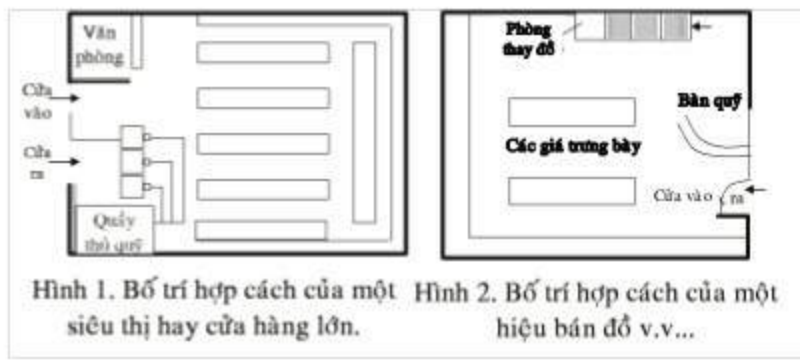 Văn
phòng
Cửa
vào
Cửa
ra
Quầy
thủ quỹ
Phòng
thay đồ
Bàn quỹ
Các giá trưng bày
Cửa vào ra
Hình 1. Bố trí hợp cách của một
siêu thị hay cửa hàng lớn.
Hình 2. Bố trí hợp cách của một
hiệu bán đồ v.v...